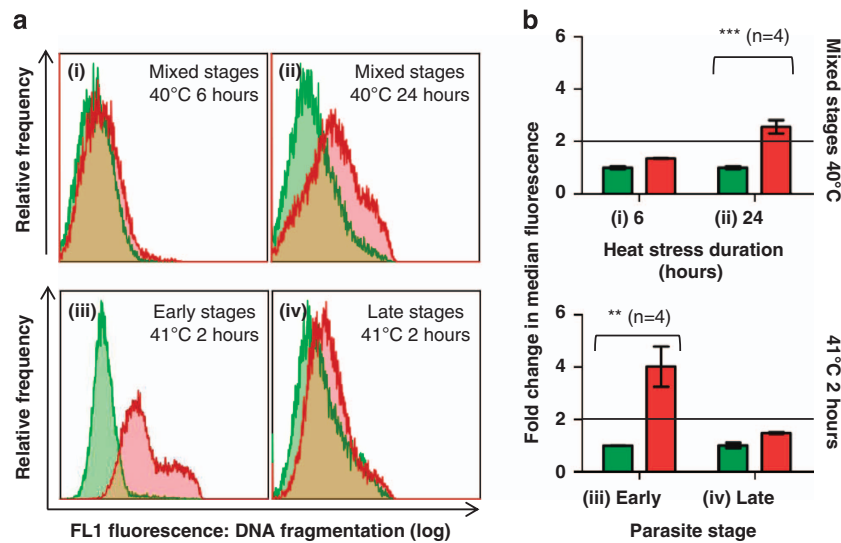 a
Relative frequency
(i)
Mixed stages
40°C 6 hours
(ii)
Mixed stages
40°C 24 hours
Relative frequency
(iii)
Early stages
41°C 2 hours
(iv)
Late stages
41°C 2 hours
FL1 fluorescence: DNA fragmentation (log)
b
Fold change in median fluorescence
6
4
2
0
*** (n=4)
(i) 6
(ii) 24
Heat stress duration
(hours)
Mixed stages 40°C
6
4
2
0
** (n=4)
(iii) Early
(iv) Late
Parasite stage
41°C 2 hours